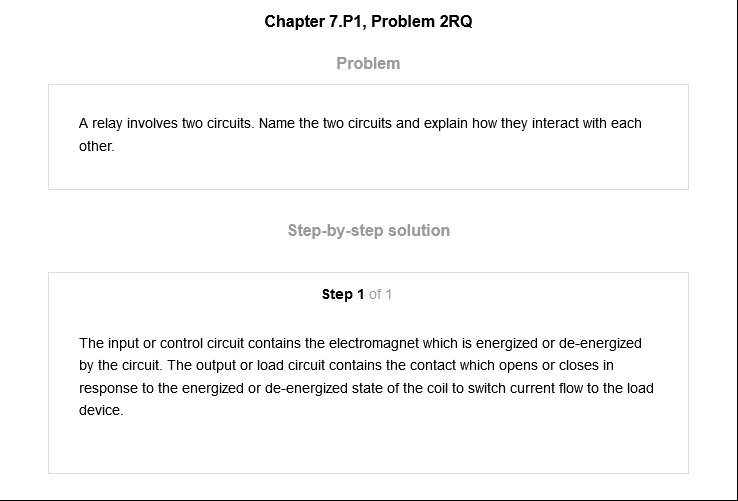 Chapter 7.P1, Problem 2RQ
Problem
A relay involves two circuits. Name the two circuits and explain how they interact with each
other.
Step-by-step solution
Step 1 of 1
The input or control circuit contains the electromagnet which is energized or de-energized
by the circuit. The output or load circuit contains the contact which opens or closes in
response to the energized or de-energized state of the coil to switch current flow to the load
device.